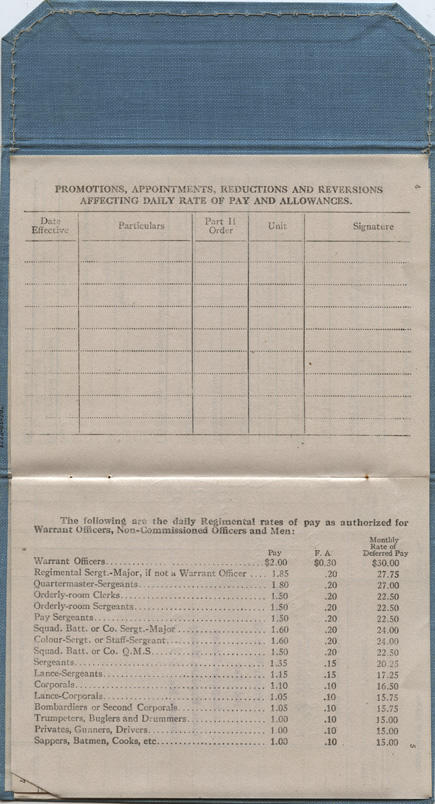 4
PROMOTIONS, APPOINTMENTS, REDUCTIONS AND REVERSIONS
AFFECTING DAILY RATE OF PAY AND ALLOWANCES.
Date Effective Particulars Part II Order Unit Signature
The following are the daily Regimental rates of pay as authorized for
Warrant Officers, Non-Commissioned Officers and Men:
Pay F. A. Monthly Rate of Deferred Pay
Warrant Officers $2.00 $0.30 $30.00
Regimental Sergt.-Major, if not a Warrant Officer .... 1.85 .20 27.75
Quartermaster-Sergeants 1.80 .20 27.00
Orderly-room Clerks 1.50 .20 22.50
Orderly-room Sergeants 1.50 .20 22.50
Pay Sergeants 1.50 .20 22.50
Squad. Batt. or Co. Sergt.-Major 1.60 .20 24.00
Colour-Sergt. or Staff-Sergeant 1.60 .20 24.00
Squad. Batt. or Co. Q.M.S. 1.50 .20 22.50
Sergeants 1.35 .15 20.25
Lance-Sergeants 1.15 .15 17.25
Corporals 1.10 .10 16.50
Lance-Corporals 1.05 .10 15.75
Bombardiers or Second Corporals 1.05 .10 15.75
Trumpeters, Buglers and Drummers 1.00 .10 15.00
Privates, Gunners, Drivers 1.00 .10 15.00
Sappers, Batmen, Cooks, etc. 1.00 .10 15.00
5